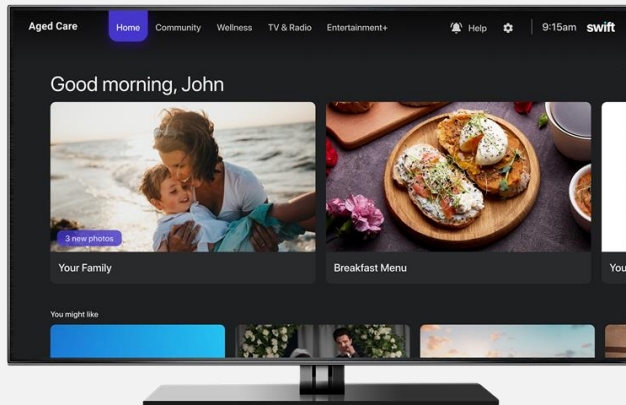 Aged Care
Home
Community
Wellness
TV & Radio
Entertainment+
Help
9:15am
swift
Good morning, John
3 new photos
Your Family
Breakfast Menu
You
You might like